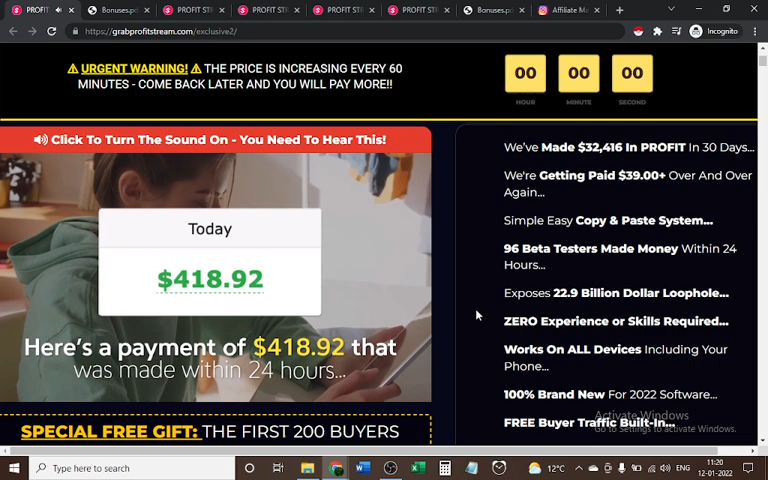 PROFIT
Bonuses.pd
PROFIT STR
PROFIT STR
PROFIT STR
PROFIT STR
Bonuses.pd
Affiliate Ma
https://grabprofitstream.com/exclusive2/
Incognito
⚠ URGENT WARNING! ⚠ THE PRICE IS INCREASING EVERY 60
MINUTES - COME BACK LATER AND YOU WILL PAY MORE!!
00 00 00
HOUR MINUTE SECOND
Click To Turn The Sound On - You Need To Hear This!
Today
$418.92
Here's a payment of $418.92 that
was made within 24 hours...
SPECIAL FREE GIFT: THE FIRST 200 BUYERS
We've Made $32,416 In PROFIT In 30 Days...
We're Getting Paid $39.00+ Over And Over
Again...
Simple Easy Copy & Paste System...
96 Beta Testers Made Money Within 24
Hours...
Exposes 22.9 Billion Dollar Loophole...
ZERO Experience or Skills Required...
Works On ALL Devices Including Your
Phone...
100% Brand New For 2022 Software...
FREE Buyer Traffic Built-In...
Activate Windows
Go to Settings to activate Windows.
Type here to search
12°C
ENG
11:20
12-01-2022